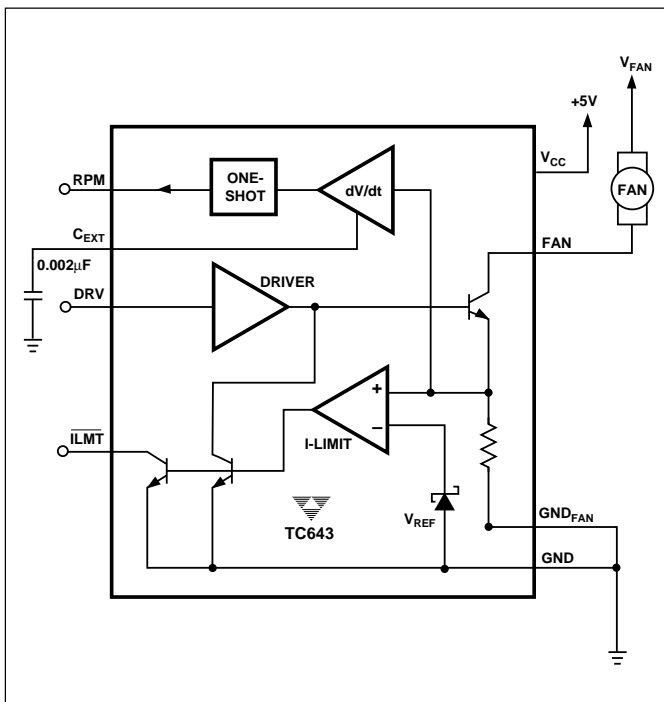 V_FAN
+5V
V_CC
FAN
FAN
RPM
ONE-
SHOT
dV/dt
C_EXT
0.002µF
DRV
DRIVER
+
–
I-LIMIT
I̅L̅M̅T̅
V_REF
TC643
GND_FAN
GND